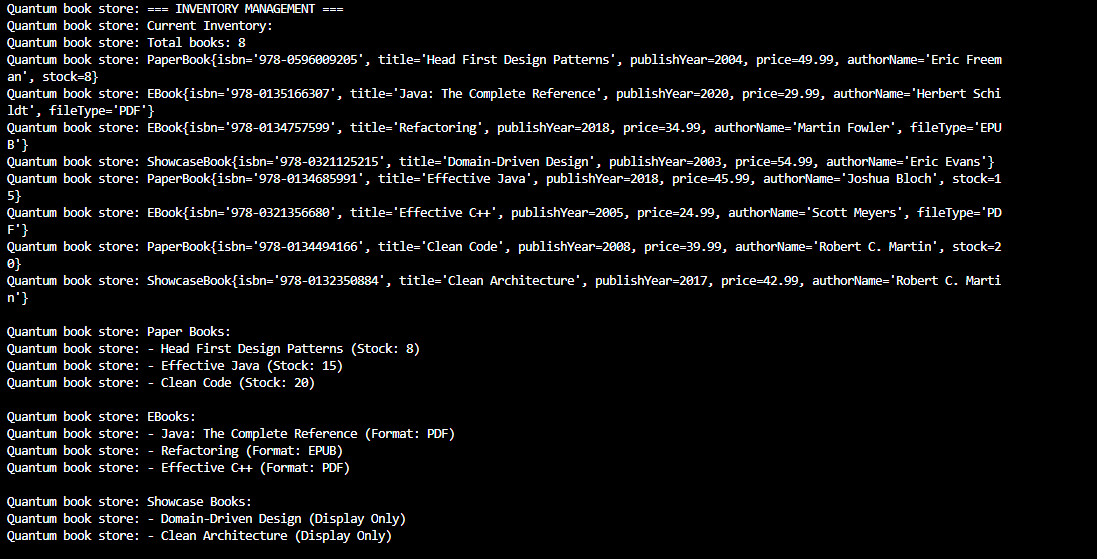 Quantum book store: === INVENTORY MANAGEMENT ===
Quantum book store: Current Inventory:
Quantum book store: Total books: 8
Quantum book store: PaperBook{isbn='978-0596009205', title='Head First Design Patterns', publishYear=2004, price=49.99, authorName='Eric Freem
an', stock=8}
Quantum book store: EBook{isbn='978-0135166307', title='Java: The Complete Reference', publishYear=2020, price=29.99, authorName='Herbert Schi
ldt', fileType='PDF'}
Quantum book store: EBook{isbn='978-0134757599', title='Refactoring', publishYear=2018, price=34.99, authorName='Martin Fowler', fileType='EPU
B'}
Quantum book store: ShowcaseBook{isbn='978-0321125215', title='Domain-Driven Design', publishYear=2003, price=54.99, authorName='Eric Evans'}
Quantum book store: PaperBook{isbn='978-0134685991', title='Effective Java', publishYear=2018, price=45.99, authorName='Joshua Bloch', stock=1
5}
Quantum book store: EBook{isbn='978-0321356680', title='Effective C++', publishYear=2005, price=24.99, authorName='Scott Meyers', fileType='PD
F'}
Quantum book store: PaperBook{isbn='978-0134494166', title='Clean Code', publishYear=2008, price=39.99, authorName='Robert C. Martin', stock=2
0}
Quantum book store: ShowcaseBook{isbn='978-0132350884', title='Clean Architecture', publishYear=2017, price=42.99, authorName='Robert C. Marti
n'}
Quantum book store: Paper Books:
Quantum book store: - Head First Design Patterns (Stock: 8)
Quantum book store: - Effective Java (Stock: 15)
Quantum book store: - Clean Code (Stock: 20)
Quantum book store: EBooks:
Quantum book store: - Java: The Complete Reference (Format: PDF)
Quantum book store: - Refactoring (Format: EPUB)
Quantum book store: - Effective C++ (Format: PDF)
Quantum book store: Showcase Books:
Quantum book store: - Domain-Driven Design (Display Only)
Quantum book store: - Clean Architecture (Display Only)